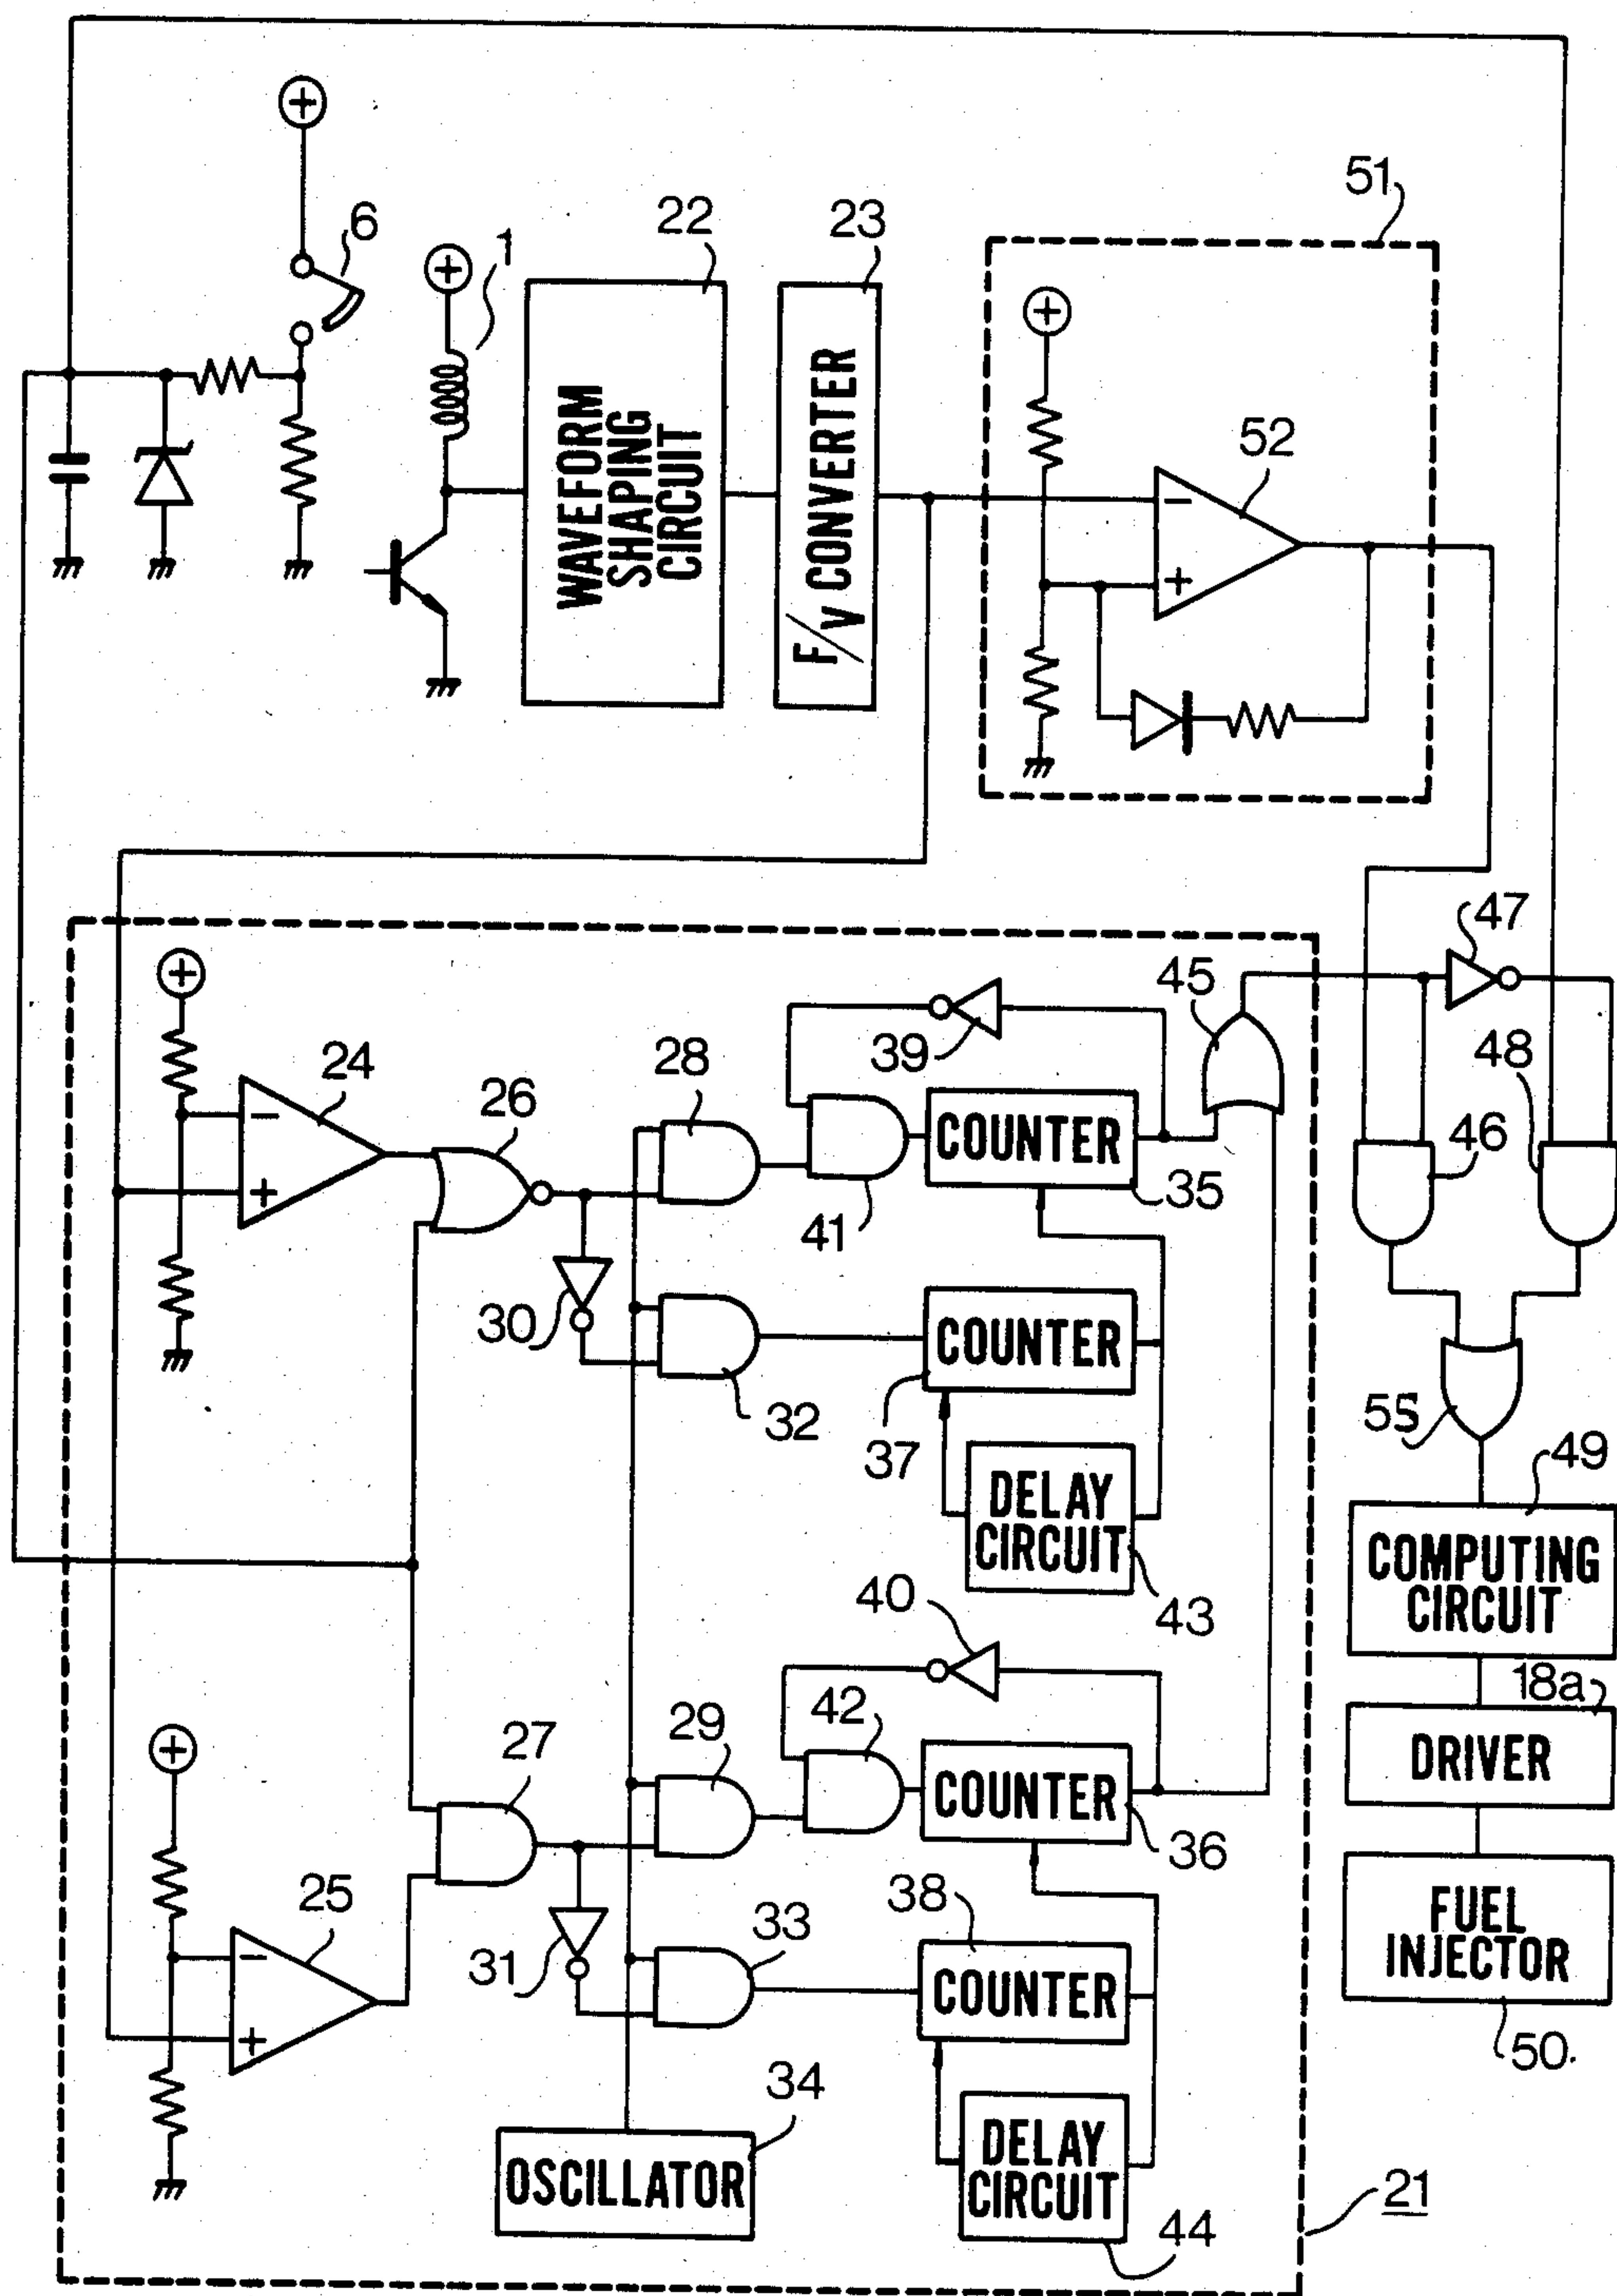 51
6
1
22
23
WAVEFORM
SHAPING
CIRCUIT
F/V CONVERTER
+
+
+
52
−
+
47
45
+
39
24
28
48
26
−
46
COUNTER
+
35
41
30
COUNTER
32
55
37
49
DELAY
CIRCUIT
COMPUTING
CIRCUIT
40
43
18a
42
29
27
+
DRIVER
COUNTER
36
25
38
33
FUEL
INJECTOR
−
31
COUNTER
+
50.
34
DELAY
CIRCUIT
OSCILLATOR
21
44